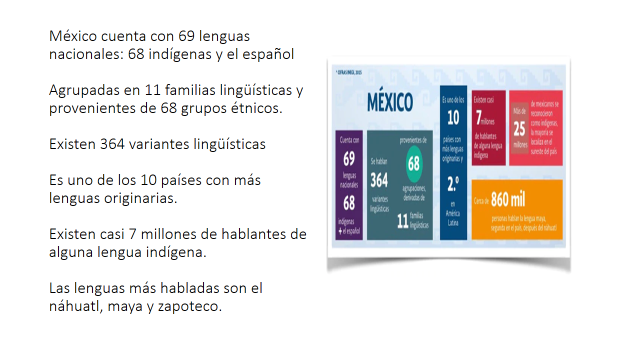 México cuenta con 69 lenguas
nacionales: 68 indígenas y el español
Agrupadas en 11 familias lingüísticas y
provenientes de 68 grupos étnicos.
Existen 364 variantes lingüísticas
Es uno de los 10 países con más
lenguas originarias.
Existen casi 7 millones de hablantes de
alguna lengua indígena.
Las lenguas más habladas son el
náhuatl, maya y zapoteco.
MÉXICO
Cuenta con
69
lenguas
nacionales
68
indígenas
+ el español
Se hablan
364
variantes
lingüísticas
provenientes de
68
agrupaciones,
derivadas de
11 familias
lingüísticas
Es uno de los
10
países con
más lenguas
originarias y
2.º
en
América
Latina
Existen casi
7 millones
de hablantes
de alguna lengua
indígena
Más de
25
millones
de mexicanos se
reconocieron
como indígenas,
la mayoría se
localiza en el
sureste del país
Cerca de 860 mil
personas hablan la lengua maya,
segunda en el país, después del náhuatl